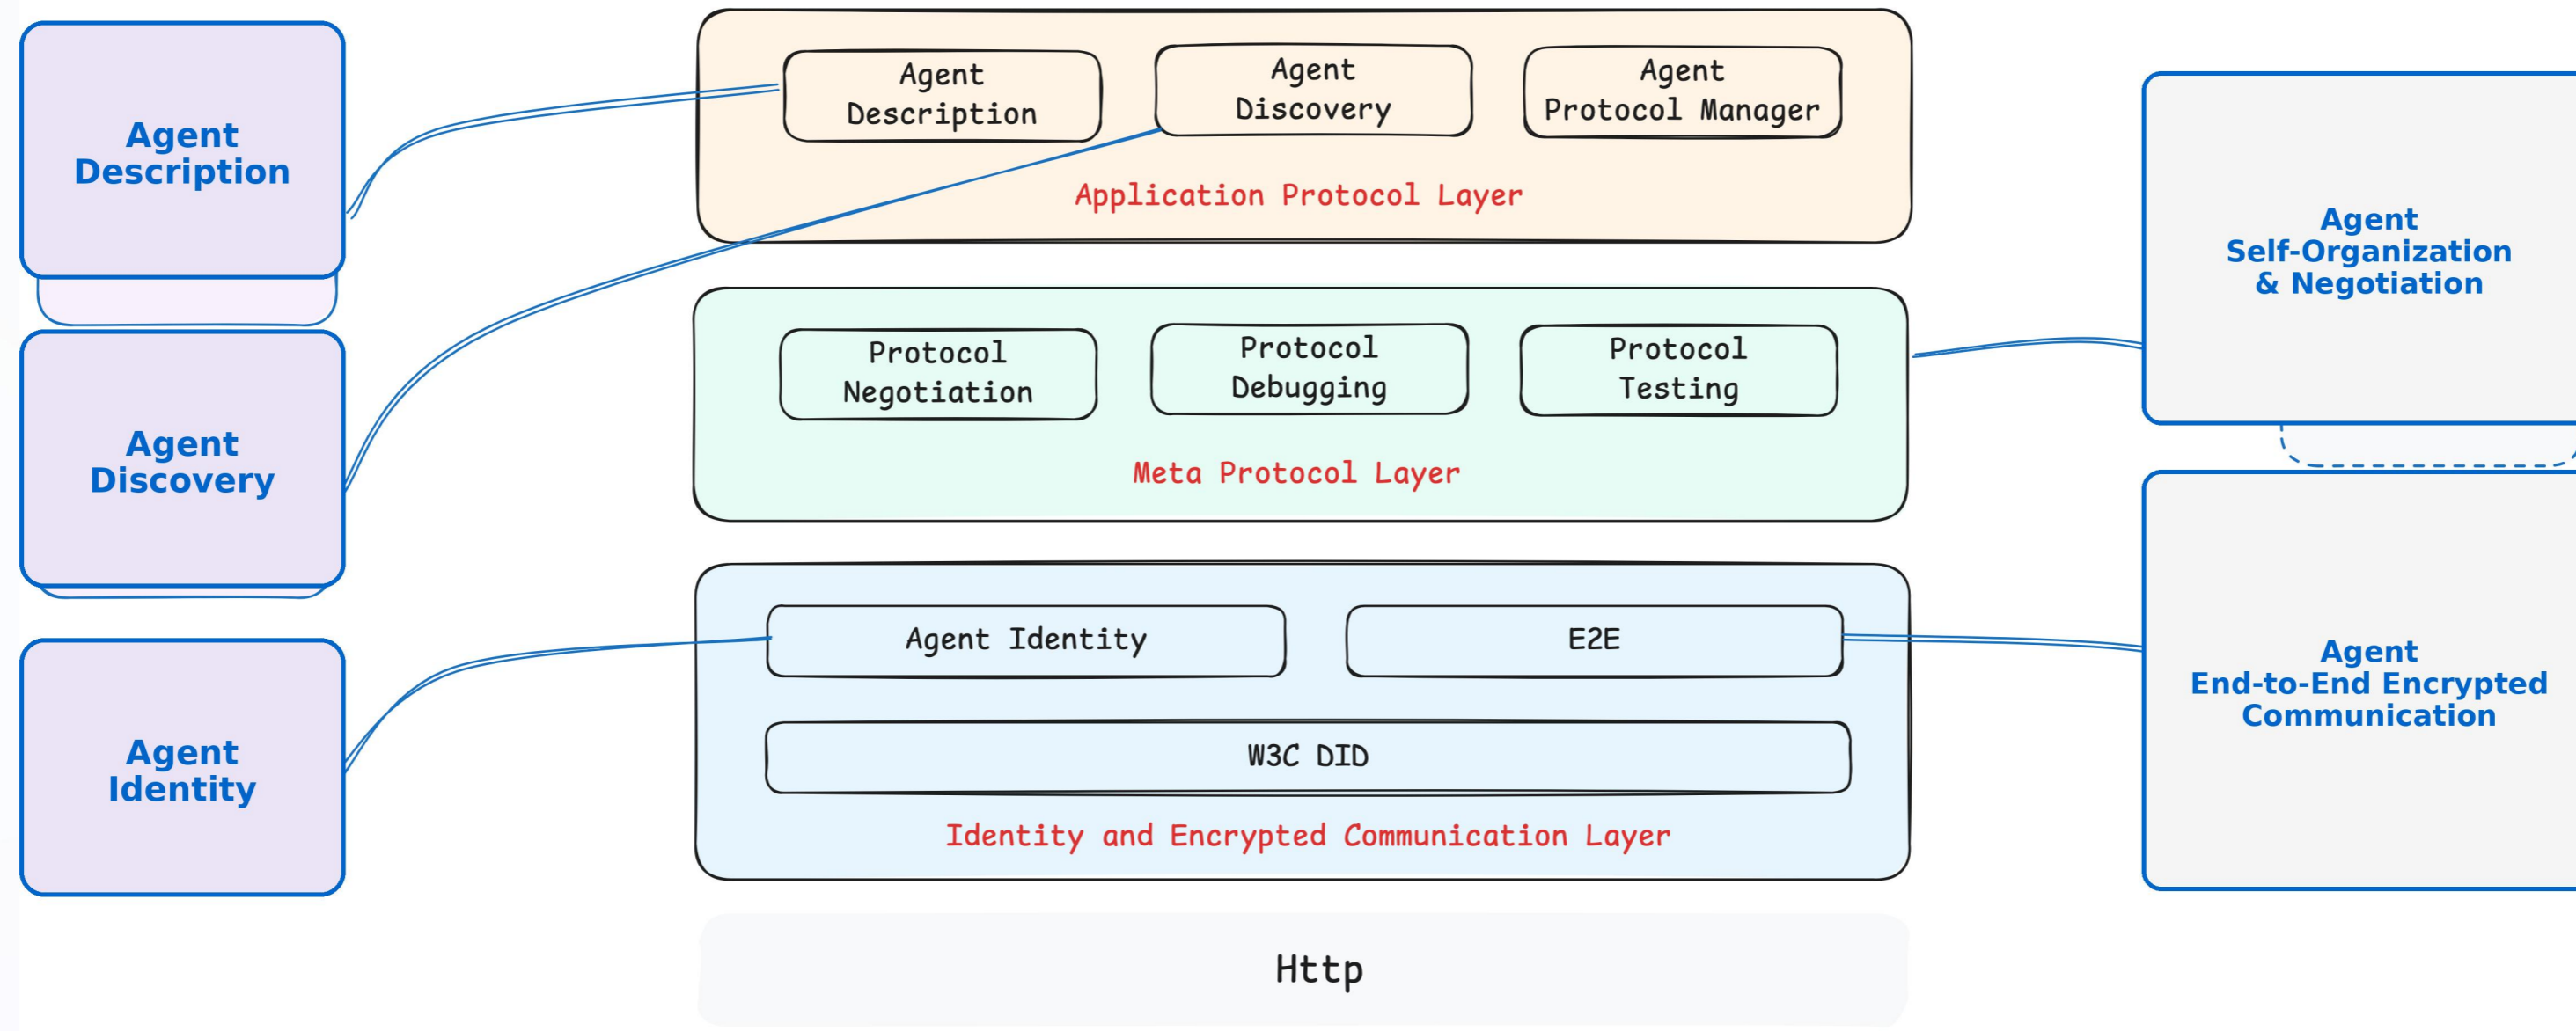 Agent
Description
Agent
Discovery
Agent
Identity
Agent
Description
Agent
Discovery
Agent
Protocol Manager
Application Protocol Layer
Protocol
Negotiation
Protocol
Debugging
Protocol
Testing
Meta Protocol Layer
Agent Identity
E2E
W3C DID
Identity and Encrypted Communication Layer
Http
Agent
Self-Organization
& Negotiation
Agent
End-to-End Encrypted
Communication